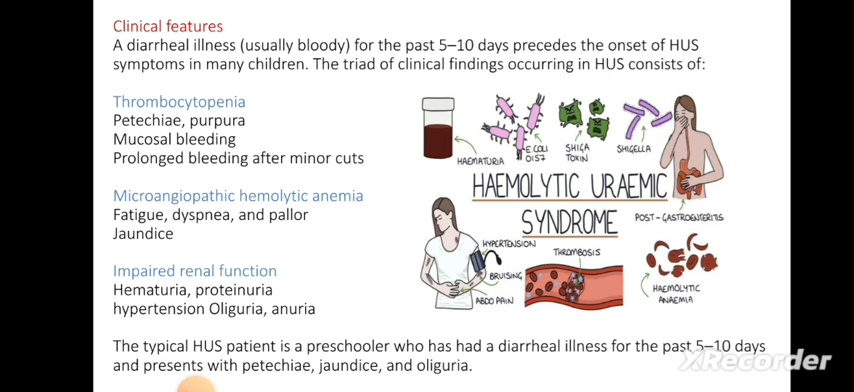 Clinical features
A diarrheal illness (usually bloody) for the past 5–10 days precedes the onset of HUS
symptoms in many children. The triad of clinical findings occurring in HUS consists of:
Thrombocytopenia
Petechiae, purpura
Mucosal bleeding
Prolonged bleeding after minor cuts
Microangiopathic hemolytic anemia
Fatigue, dyspnea, and pallor
Jaundice
Impaired renal function
Hematuria, proteinuria
hypertension Oliguria, anuria
HAEMATURIA
E.COLI
O157
SHIGA
TOXIN
SHIGELLA
HAEMOLYTIC URAEMIC
SYNDROME
POST-GASTROENTERITIS
HYPERTENSION
BRUISING
ABDO PAIN
THROMBOSIS
HAEMOLYTIC
ANAEMIA
The typical HUS patient is a preschooler who has had a diarrheal illness for the past 5–10 days
and presents with petechiae, jaundice, and oliguria.
XRecorder